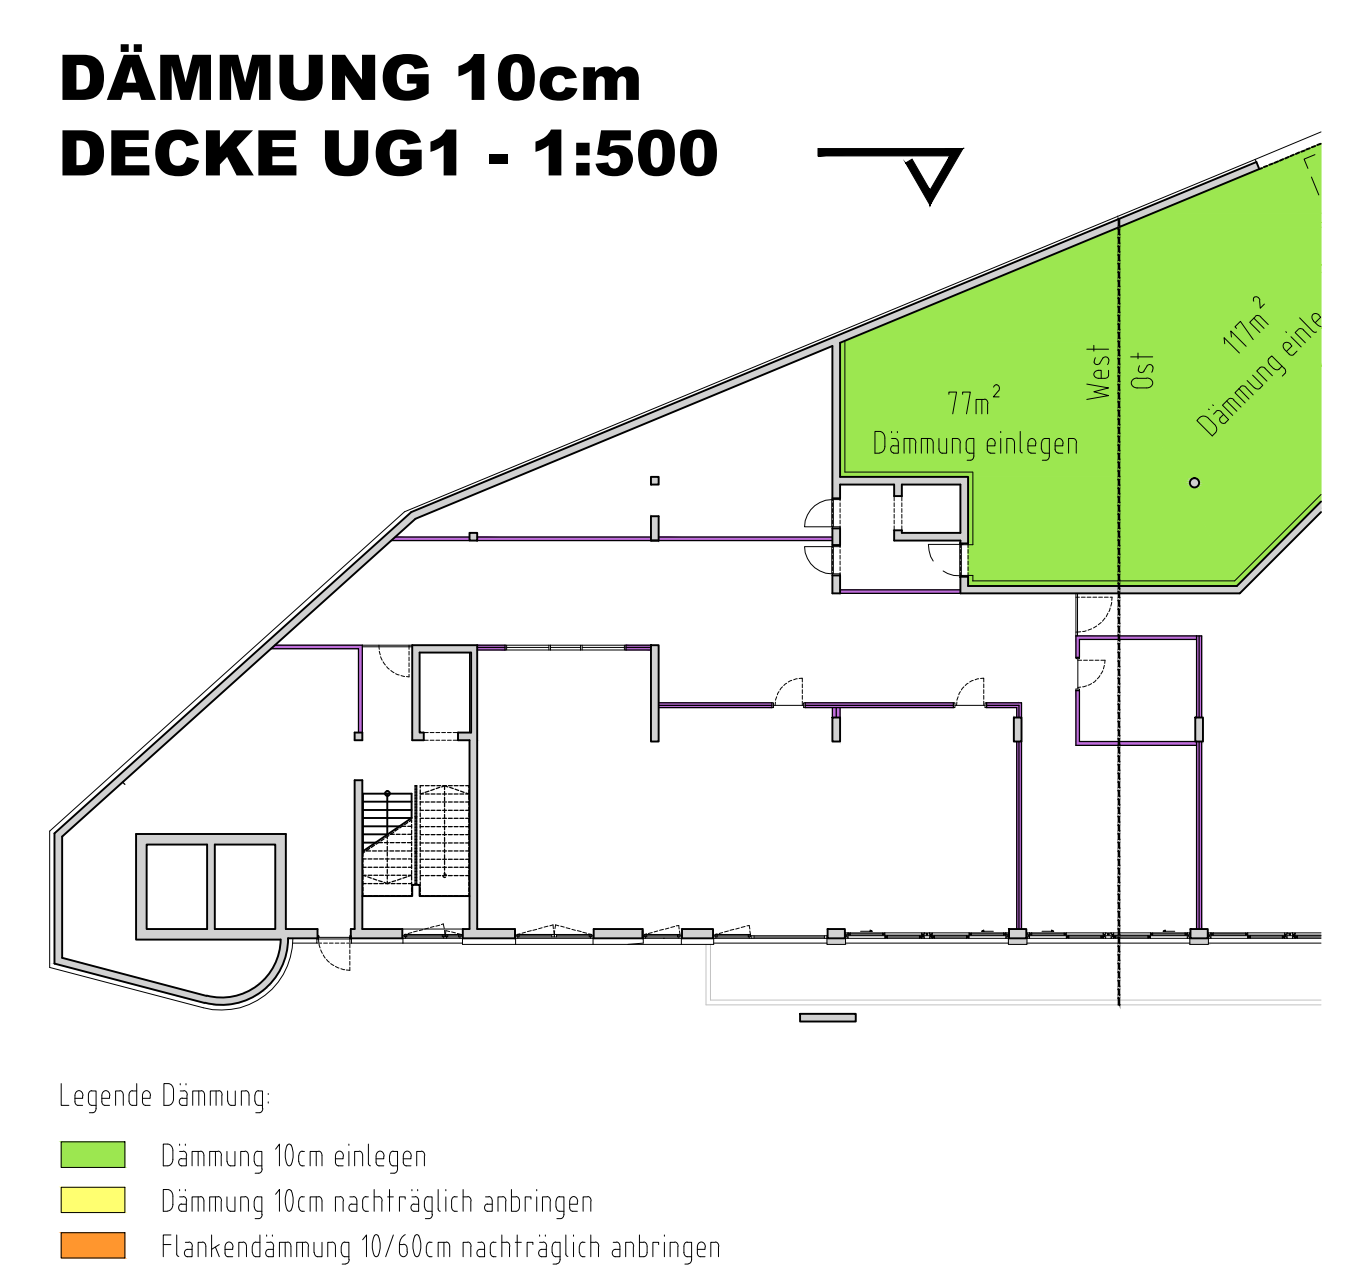 DÄMMUNG 10cm
DECKE UG1 - 1:500
West
Ost
117m²
Dämmung
77m²
Dämmung einlegen
Legende Dämmung:
Dämmung 10cm einlegen
Dämmung 10cm nachträglich anbringen
Flankendämmung 10/60cm nachträglich anbringen